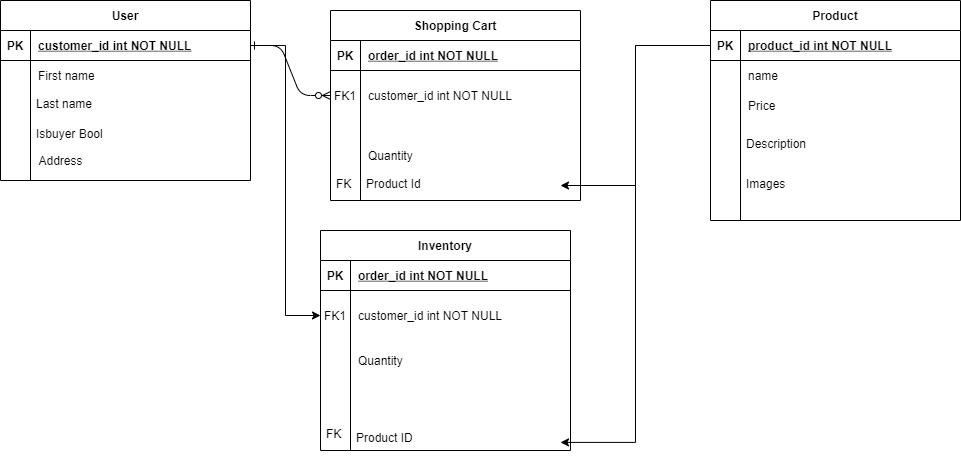 User
PK customer_id int NOT NULL
First name
Last name
Isbuyer Bool
Address
Shopping Cart
PK order_id int NOT NULL
FK1 customer_id int NOT NULL
Quantity
FK Product Id
Product
PK product_id int NOT NULL
name
Price
Description
Images
Inventory
PK order_id int NOT NULL
FK1 customer_id int NOT NULL
Quantity
FK Product ID